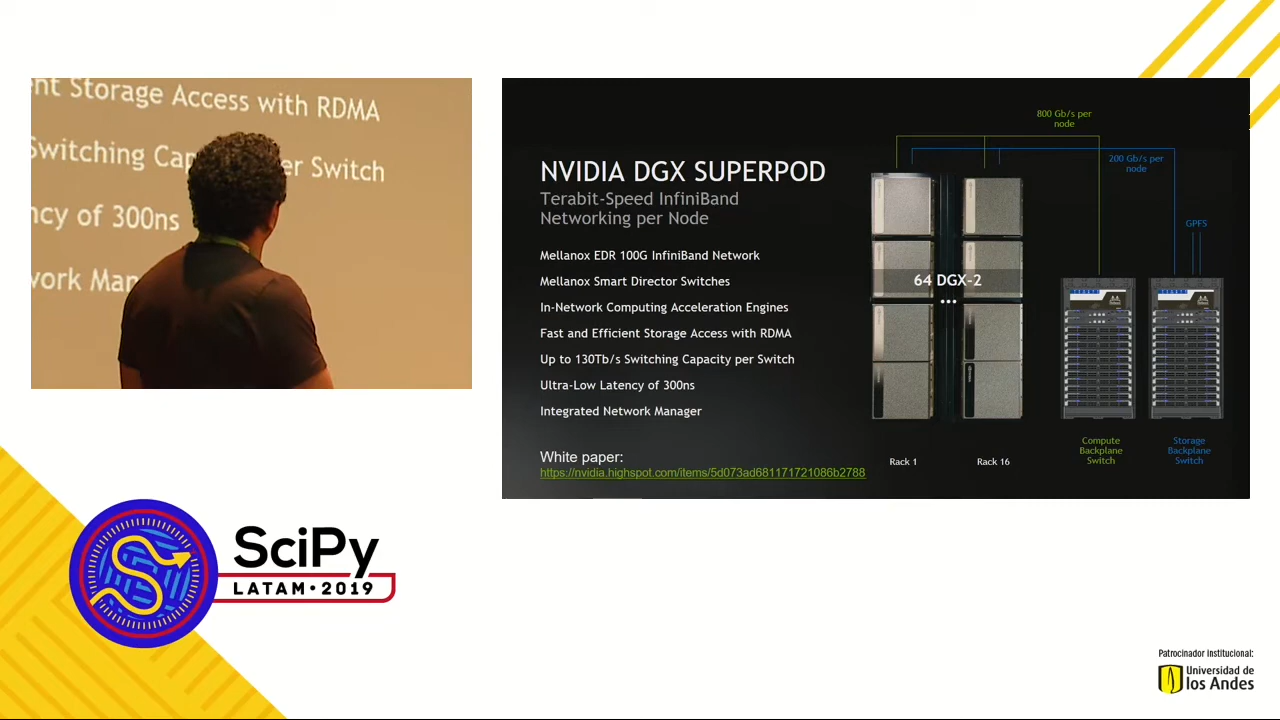 ent Storage Access with RDMA
Switching Cap er Switch
ncy of 300ns
work Man
NVIDIA DGX SUPERPOD
Terabit-Speed InfiniBand
Networking per Node
Mellanox EDR 100G InfiniBand Network
Mellanox Smart Director Switches
In-Network Computing Acceleration Engines
Fast and Efficient Storage Access with RDMA
Up to 130Tb/s Switching Capacity per Switch
Ultra-Low Latency of 300ns
Integrated Network Manager
White paper:
https://nvidia.highspot.com/items/5d073ad681171721086b2788
800 Gb/s per
node
200 Gb/s per
node
GPFS
64 DGX-2
...
Rack 1
Rack 16
Compute
Backplane
Switch
Storage
Backplane
Switch
SciPy
LATAM • 2019
Patrocinador institucional:
Universidad de
los Andes